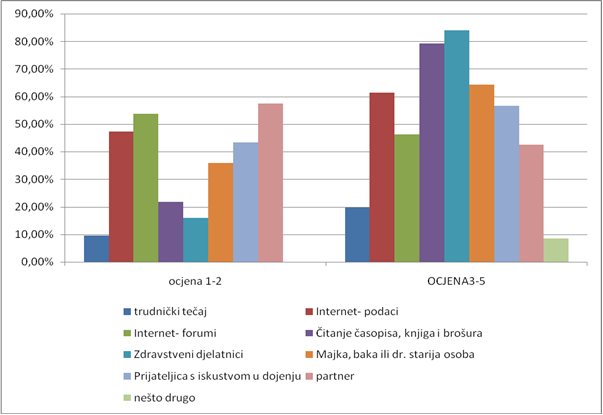 90,00%
80,00%
70,00%
60,00%
50,00%
40,00%
30,00%
20,00%
10,00%
0,00%
ocjena 1-2 OCJENA3-5
trudnički tečaj Internet- podaci
Internet- forumi Čitanje časopisa, knjiga i brošura
Zdravstveni djelatnici Majka, baka ili dr. starija osoba
Prijateljica s iskustvom u dojenju partner
nešto drugo